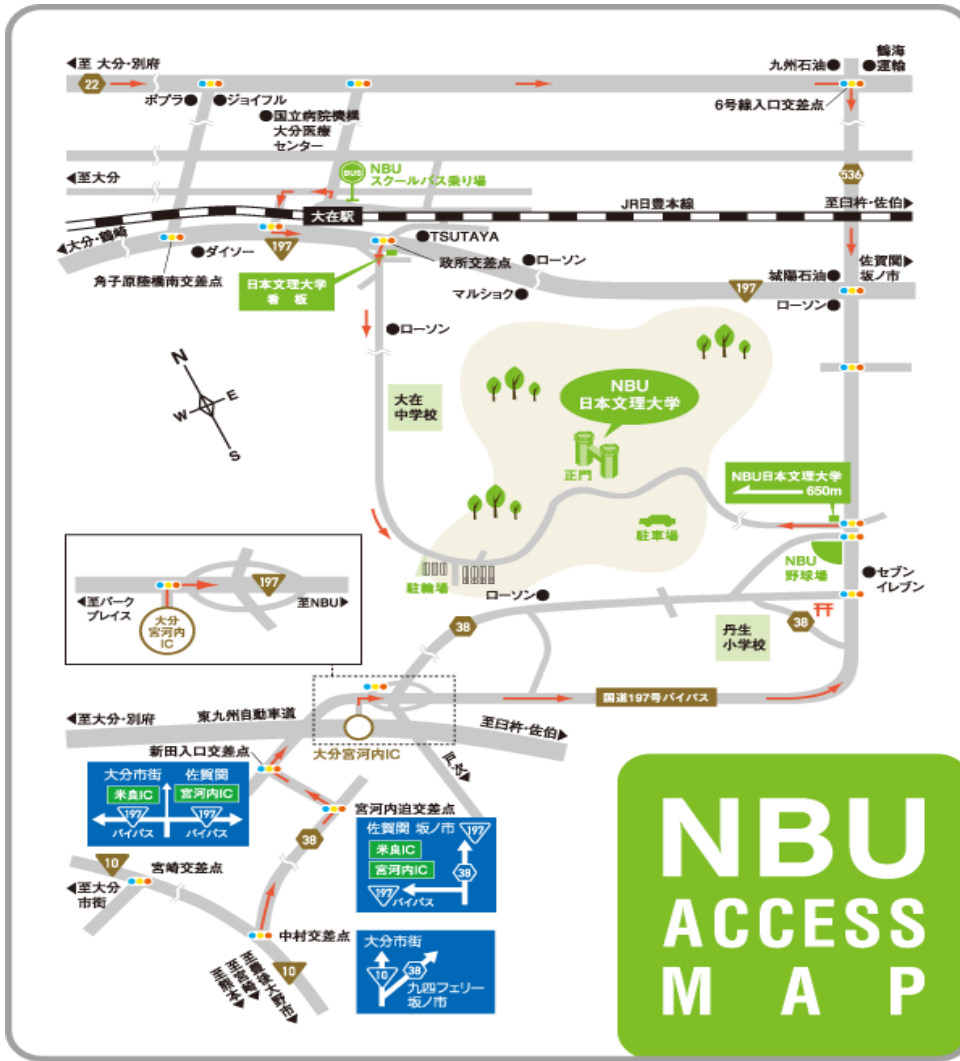 ◀至 大分・別府
22
ポプラ
ジョイフル
国立病院機構
大分医療
センター
九州石油
鶴海
運輸
6号線入口交差点
◀至大分
BUS
NBU
スクールバス乗り場
536
JR日豊本線
至臼杵・佐伯▶
大在駅
◀大分・鶴崎
ダイソー
197
TSUTAYA
政所交差点
ローソン
角子原陸橋南交差点
日本文理大学
看 板
マルショク
197
城陽石油
佐賀関▶
坂ノ市
ローソン
ローソン
N
W
E
S
大在
中学校
NBU
日本文理大学
正門
NBU日本文理大学
650m
駐車場
駐輪場
NBU
野球場
セブン
イレブン
ローソン
38
丹生
小学校
38
197
◀至パーク
プレイス
至NBU▶
大分
宮河内
IC
国道197号バイパス
◀至大分・別府
東九州自動車道
至臼杵・佐伯▶
大分宮河内IC
戸次▶
新田入口交差点
大分市街
佐賀関
米良IC
宮河内IC
197
197
バイパス
バイパス
宮河内迫交差点
38
佐賀関 坂ノ市
197
米良IC
宮河内IC
38
197
バイパス
10
宮崎交差点
◀至大分
市街
中村交差点
10
至豊後大野市▶
至宮崎▶
至熊本▶
大分市街
10
38
九四フェリー
坂ノ市
NBU
ACCESS
MAP